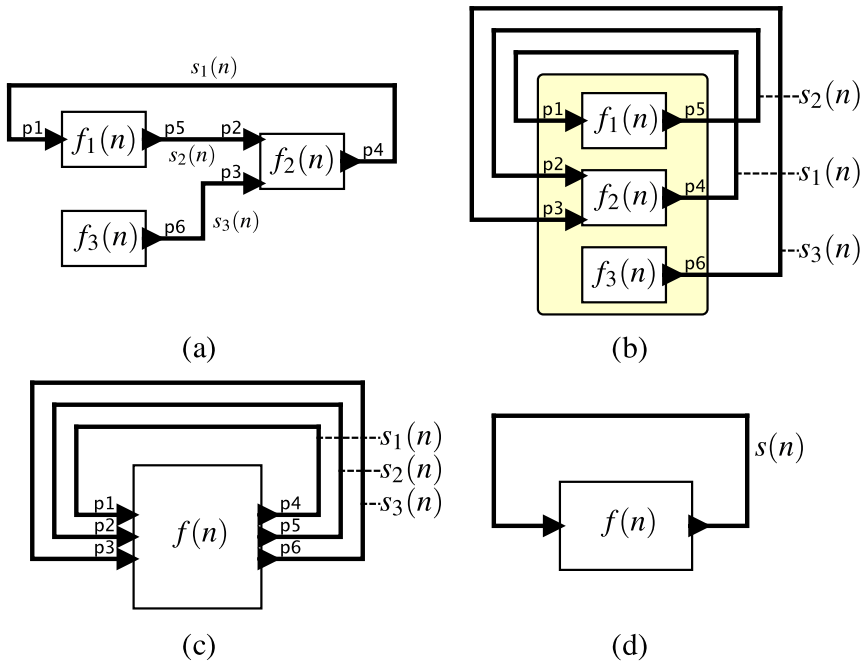 s₁(n)
p1
f₁(n)
p5
p2
s₂(n)
p3
f₂(n)
p4
f₃(n)
p6
s₃(n)
(a)
p1
f₁(n)
p5
s₂(n)
p2
f₂(n)
p4
s₁(n)
p3
f₃(n)
p6
s₃(n)
(b)
s₁(n)
s₂(n)
s₃(n)
p1
p2
p3
f(n)
p4
p5
p6
(c)
s(n)
f(n)
(d)